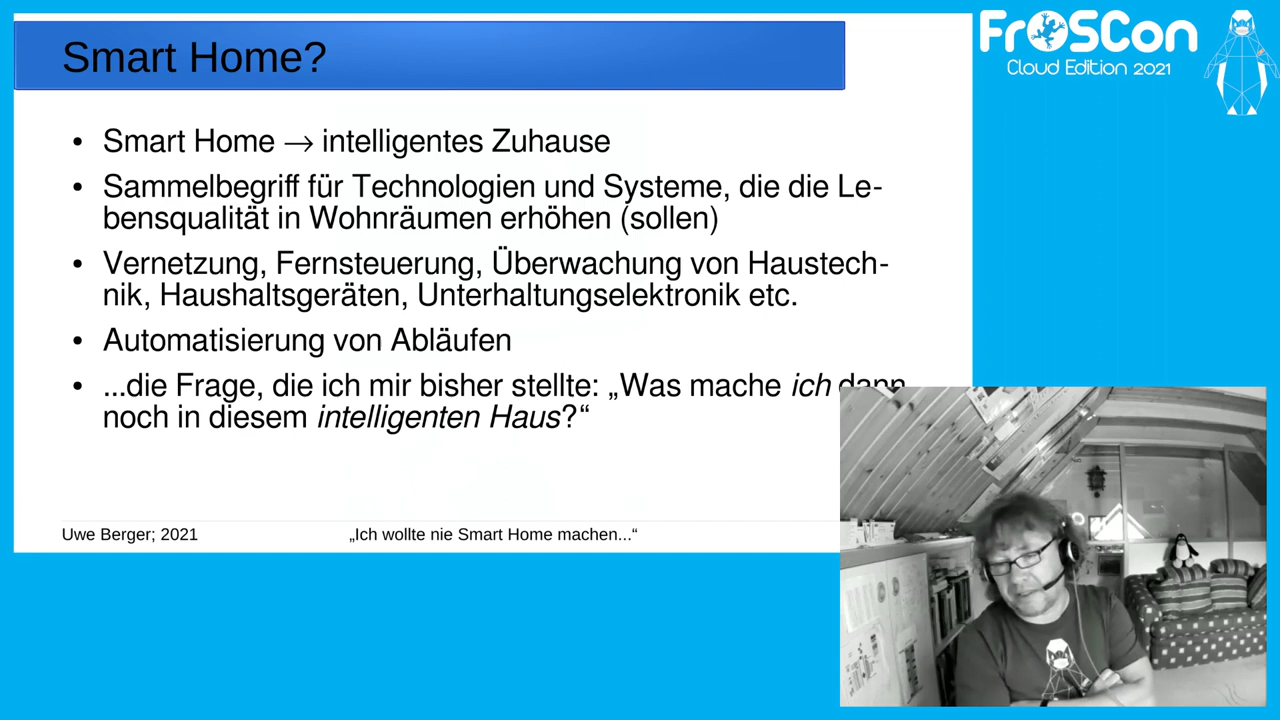 Smart Home?
FrOSCon
Cloud Edition 2021
• Smart Home → intelligentes Zuhause
• Sammelbegriff für Technologien und Systeme, die die Le-
bensqualität in Wohnräumen erhöhen (sollen)
• Vernetzung, Fernsteuerung, Überwachung von Haustech-
nik, Haushaltsgeräten, Unterhaltungselektronik etc.
• Automatisierung von Abläufen
• ...die Frage, die ich mir bisher stellte: „Was mache ich dann
noch in diesem intelligenten Haus?“
Uwe Berger; 2021
„Ich wollte nie Smart Home machen...“